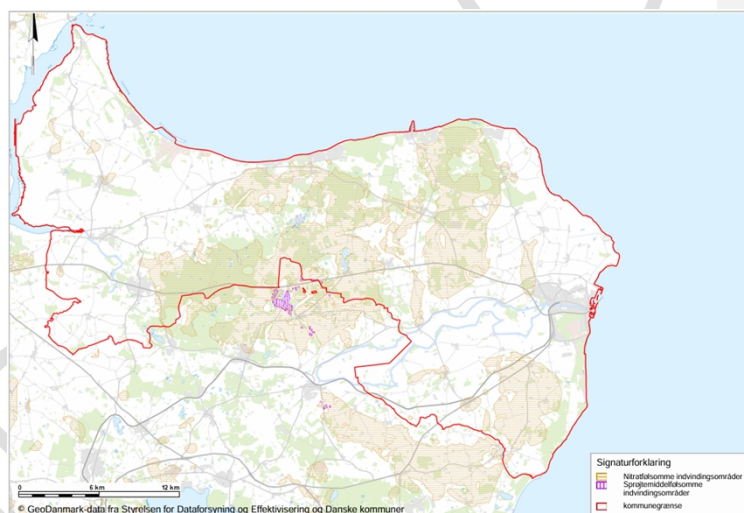 Signaturforklaring
Nitratfølsomme indvindingsområder
Sprøjtemiddelfølsomme
indvindingsområder
kommunegrænse
0 6 km 12 km
© GeoDanmark-data fra Styrelsen for Dataforsyning og Effektivisering og Danske kommuner